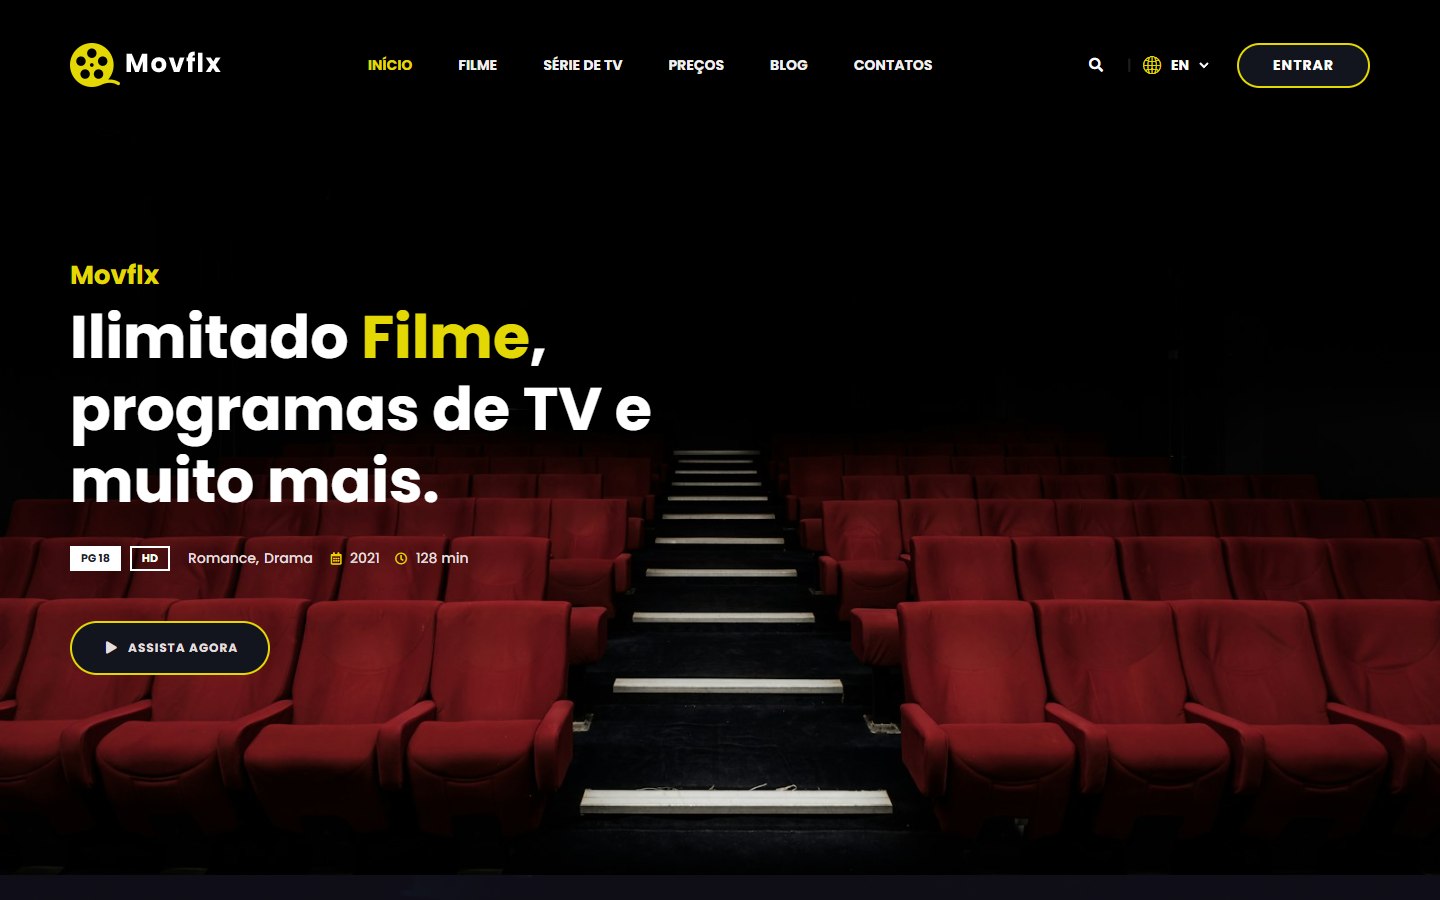 Movflx
INÍCIO
FILME
SÉRIE DE TV
PREÇOS
BLOG
CONTATOS
EN
ENTRAR
Movflx
Ilimitado Filme,
programas de TV e
muito mais.
PG 18
HD
Romance, Drama
2021
128 min
ASSISTA AGORA